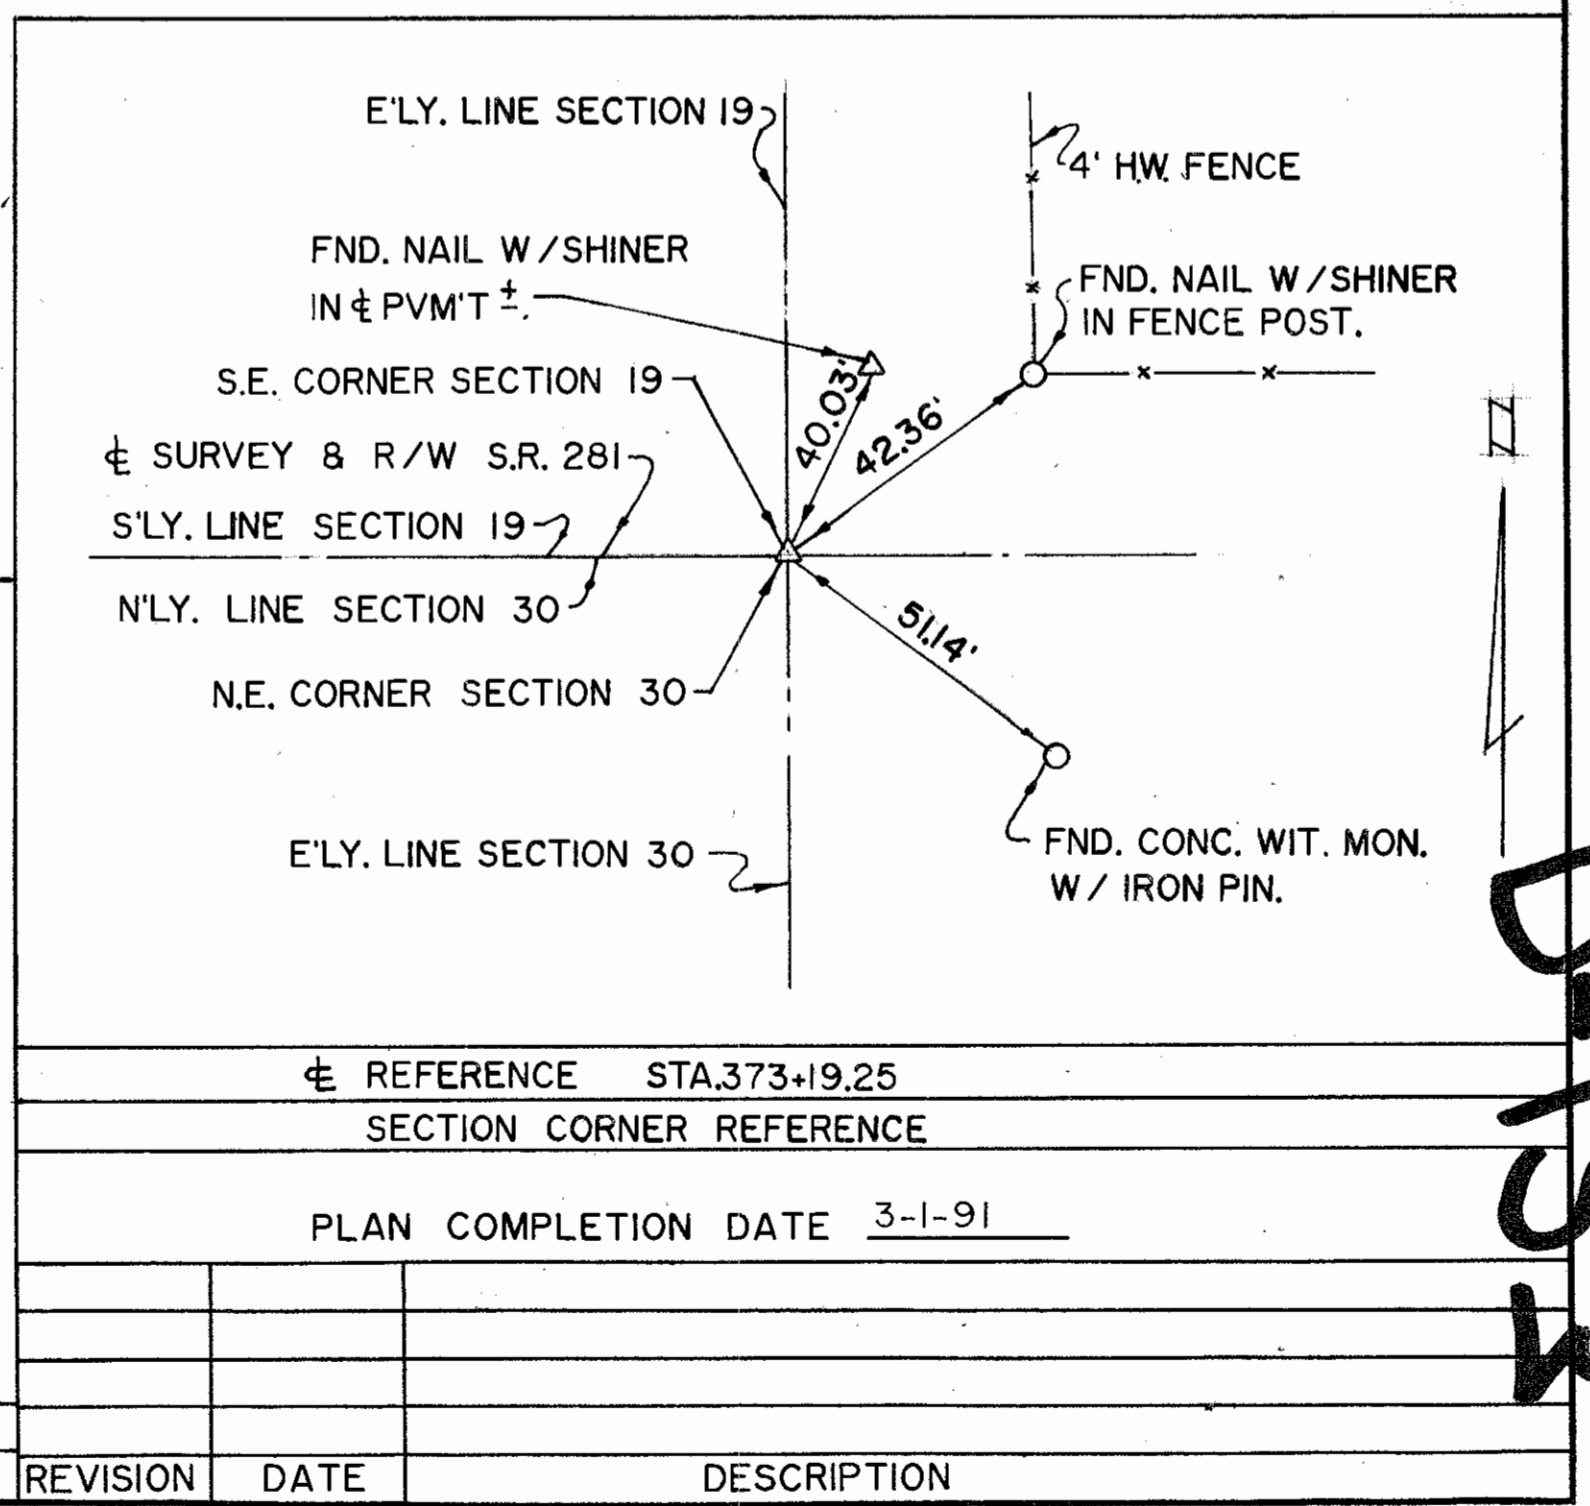 E'LY. LINE SECTION 19
4' H.W. FENCE
FND. NAIL W/SHINER
IN ℄ PVM'T ±.
FND. NAIL W/SHINER
IN FENCE POST.
S.E. CORNER SECTION 19
40.03'
42.36'
℄ SURVEY & R/W S.R. 281
S'LY. LINE SECTION 19
N'LY. LINE SECTION 30
51.14'
N.E. CORNER SECTION 30
E'LY. LINE SECTION 30
FND. CONC. WIT. MON.
W/ IRON PIN.
N
℄ REFERENCE STA.373+19.25
SECTION CORNER REFERENCE
PLAN COMPLETION DATE 3-1-91
REVISION DATE DESCRIPTION